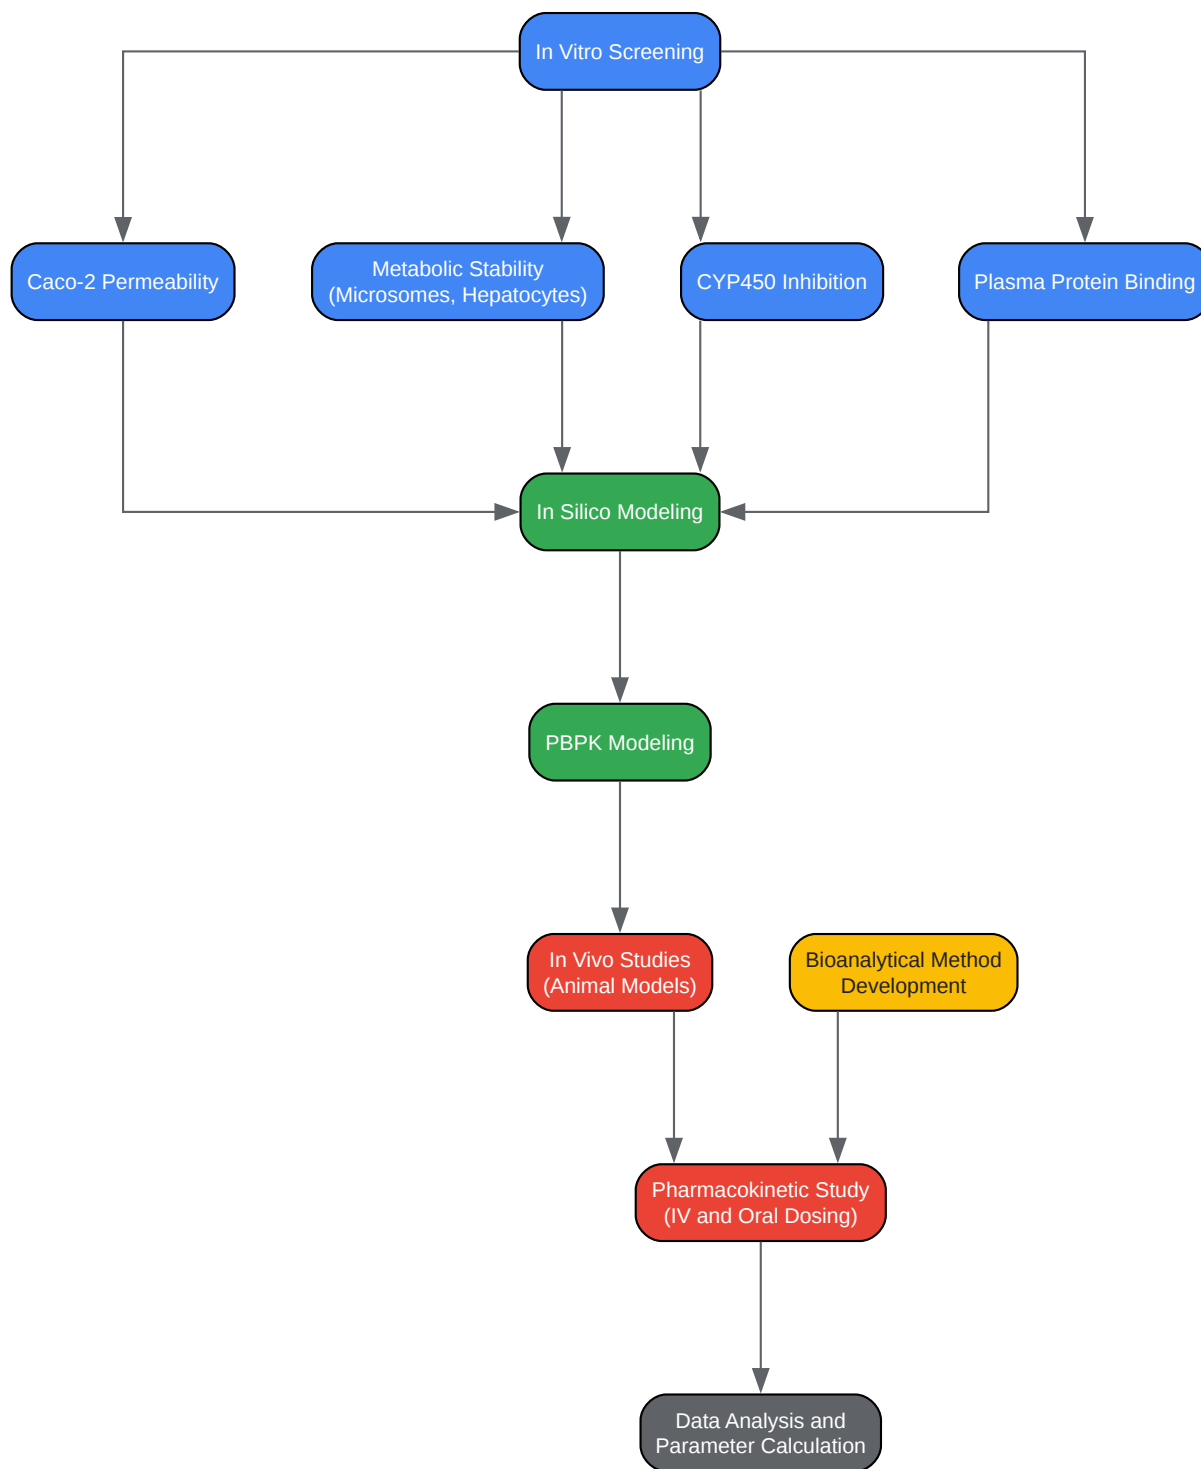 In Vitro Screening
Caco-2 Permeability
Metabolic Stability
(Microsomes, Hepatocytes)
CYP450 Inhibition
Plasma Protein Binding
In Silico Modeling
PBPK Modeling
In Vivo Studies
(Animal Models)
Bioanalytical Method
Development
Pharmacokinetic Study
(IV and Oral Dosing)
Data Analysis and
Parameter Calculation